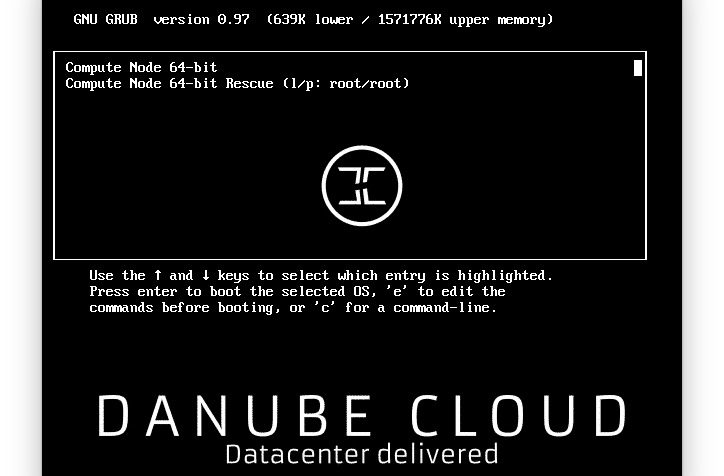 GNU GRUB  version 0.97  (639K lower / 1571776K upper memory)
Compute Node 64-bit
Compute Node 64-bit Rescue (l/p: root/root)
Use the ↑ and ↓ keys to select which entry is highlighted.
Press enter to boot the selected OS, 'e' to edit the
commands before booting, or 'c' for a command-line.
DANUBE CLOUD
Datacenter delivered